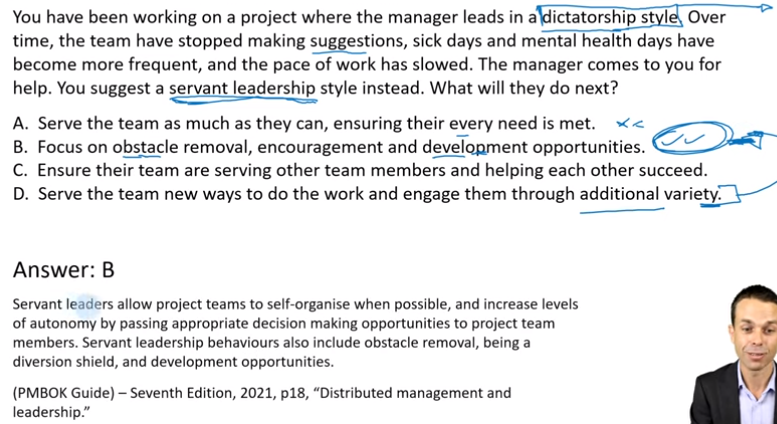 You have been working on a project where the manager leads in a dictatorship style. Over
time, the team have stopped making suggestions, sick days and mental health days have
become more frequent, and the pace of work has slowed. The manager comes to you for
help. You suggest a servant leadership style instead. What will they do next?
A. Serve the team as much as they can, ensuring their every need is met.
B. Focus on obstacle removal, encouragement and development opportunities.
C. Ensure their team are serving other team members and helping each other succeed.
D. Serve the team new ways to do the work and engage them through additional variety.
Answer: B
Servant leaders allow project teams to self-organise when possible, and increase levels
of autonomy by passing appropriate decision making opportunities to project team
members. Servant leadership behaviours also include obstacle removal, being a
diversion shield, and development opportunities.
(PMBOK Guide) – Seventh Edition, 2021, p18, “Distributed management and
leadership.”